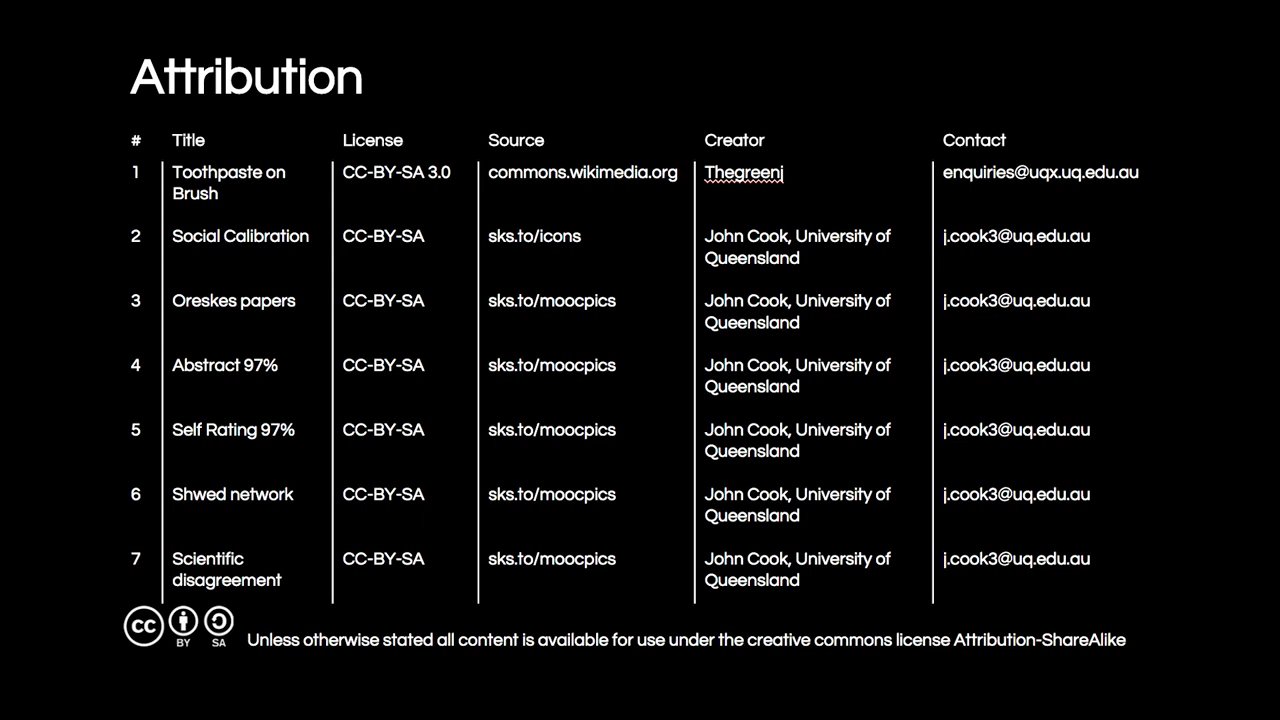 Attribution
# Title License Source Creator Contact
1 Toothpaste on CC-BY-SA 3.0 commons.wikimedia.org Thegreenj enquiries@uqx.uq.edu.au
Brush
2 Social Calibration CC-BY-SA sks.to/icons John Cook, University of j.cook3@uq.edu.au
Queensland
3 Oreskes papers CC-BY-SA sks.to/moocpics John Cook, University of j.cook3@uq.edu.au
Queensland
4 Abstract 97% CC-BY-SA sks.to/moocpics John Cook, University of j.cook3@uq.edu.au
Queensland
5 Self Rating 97% CC-BY-SA sks.to/moocpics John Cook, University of j.cook3@uq.edu.au
Queensland
6 Shwed network CC-BY-SA sks.to/moocpics John Cook, University of j.cook3@uq.edu.au
Queensland
7 Scientific CC-BY-SA sks.to/moocpics John Cook, University of j.cook3@uq.edu.au
disagreement Queensland
cc BY SA Unless otherwise stated all content is available for use under the creative commons license Attribution-ShareAlike